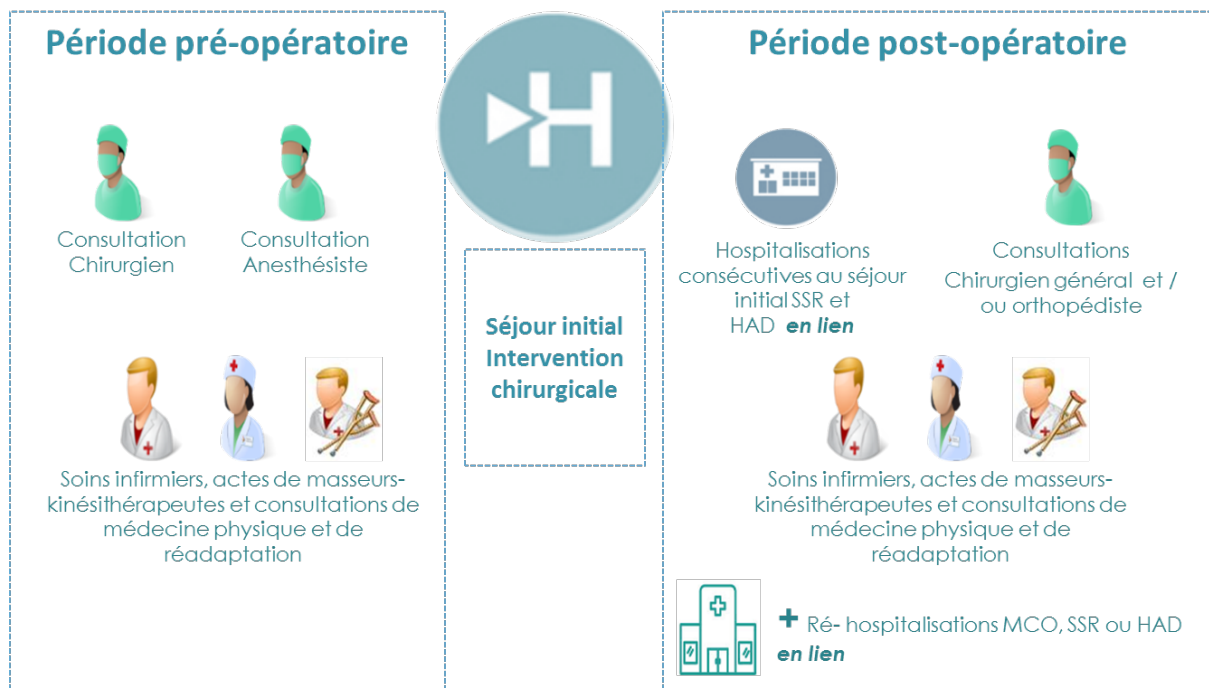 Période pré-opératoire
Consultation
Chirurgien
Consultation
Anesthésiste
Soins infirmiers, actes de masseurs-
kinésithérapeutes et consultations de
médecine physique et de
réadaptation
H
Séjour initial
Intervention
chirurgicale
Période post-opératoire
Hospitalisations
consécutives au séjour
initial SSR et
HAD en lien
Consultations
Chirurgien général et /
ou orthopédiste
Soins infirmiers, actes de masseurs-
kinésithérapeutes et consultations de
médecine physique et de
réadaptation
+ Ré- hospitalisations MCO, SSR ou HAD
en lien